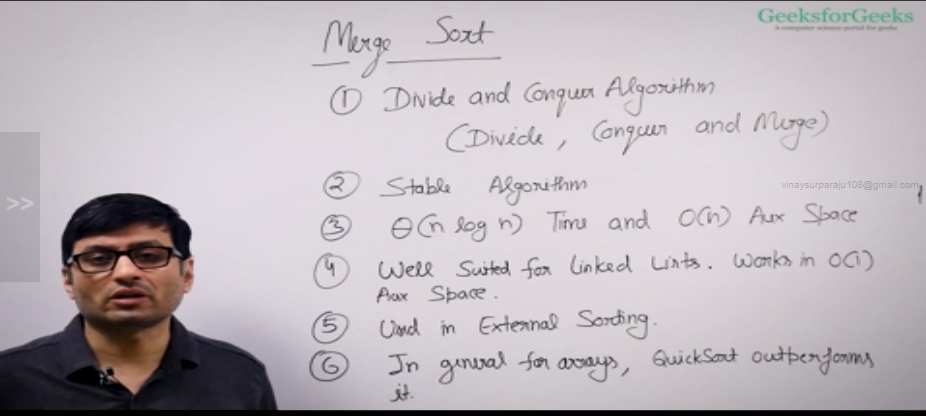 GeeksforGeeks
A computer science portal for geeks
Merge Sort
① Divide and Conquer Algorithm
(Divide, Conquer and Merge)
② Stable Algorithm
vinaysurparaju108@gmail.com
③ θ(n log n) Time and O(n) Aux Space
④ Well Suited for linked Lists. Works in O(1)
Aux Space.
⑤ Used in External Sorting.
⑥ In general for arrays, QuickSort outperforms
it.
>>